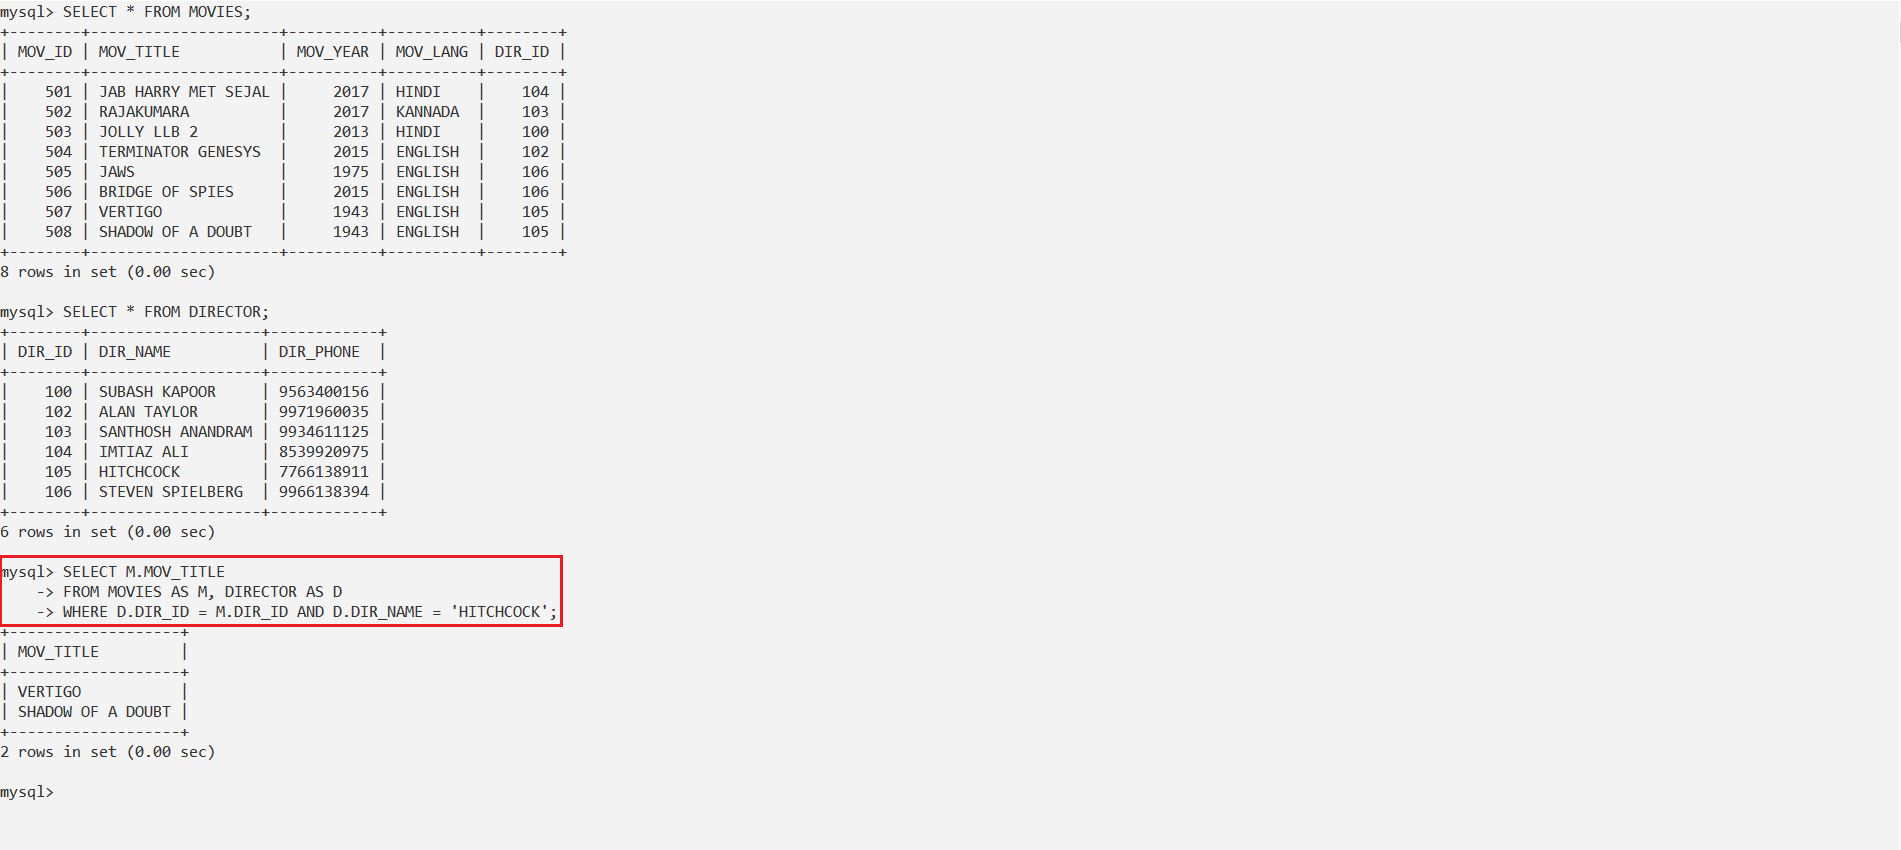 mysql> SELECT * FROM MOVIES;
+--------+---------------------+----------+----------+--------+
| MOV_ID | MOV_TITLE           | MOV_YEAR | MOV_LANG | DIR_ID |
+--------+---------------------+----------+----------+--------+
|    501 | JAB HARRY MET SEJAL |     2017 | HINDI    |    104 |
|    502 | RAJAKUMARA          |     2017 | KANNADA  |    103 |
|    503 | JOLLY LLB 2         |     2013 | HINDI    |    100 |
|    504 | TERMINATOR GENESYS  |     2015 | ENGLISH  |    102 |
|    505 | JAWS                |     1975 | ENGLISH  |    106 |
|    506 | BRIDGE OF SPIES     |     2015 | ENGLISH  |    106 |
|    507 | VERTIGO             |     1943 | ENGLISH  |    105 |
|    508 | SHADOW OF A DOUBT   |     1943 | ENGLISH  |    105 |
+--------+---------------------+----------+----------+--------+
8 rows in set (0.00 sec)

mysql> SELECT * FROM DIRECTOR;
+--------+-------------------+------------+
| DIR_ID | DIR_NAME          | DIR_PHONE  |
+--------+-------------------+------------+
|    100 | SUBASH KAPOOR     | 9563400156 |
|    102 | ALAN TAYLOR       | 9971960035 |
|    103 | SANTHOSH ANANDRAM | 9934611125 |
|    104 | IMTIAZ ALI        | 8539920975 |
|    105 | HITCHCOCK         | 7766138911 |
|    106 | STEVEN SPIELBERG  | 9966138394 |
+--------+-------------------+------------+
6 rows in set (0.00 sec)

mysql> SELECT M.MOV_TITLE
    -> FROM MOVIES AS M, DIRECTOR AS D
    -> WHERE D.DIR_ID = M.DIR_ID AND D.DIR_NAME = 'HITCHCOCK';
+-------------------+
| MOV_TITLE         |
+-------------------+
| VERTIGO           |
| SHADOW OF A DOUBT |
+-------------------+
2 rows in set (0.00 sec)

mysql>